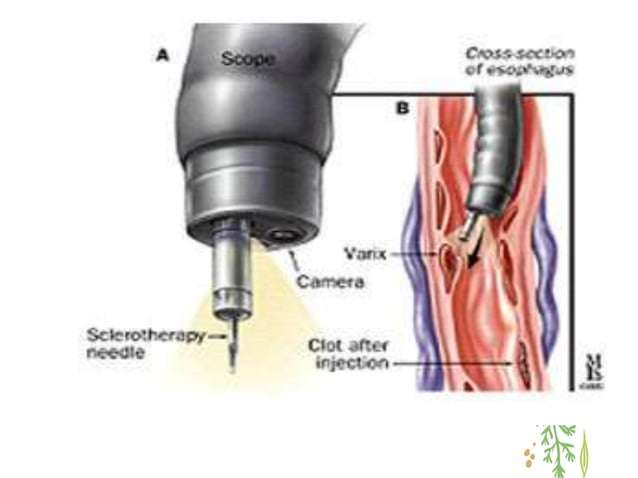 A
Scope
Cross-section
of esophagus
B
Varix
Camera
Sclerotherapy
needle
Clot after
injection